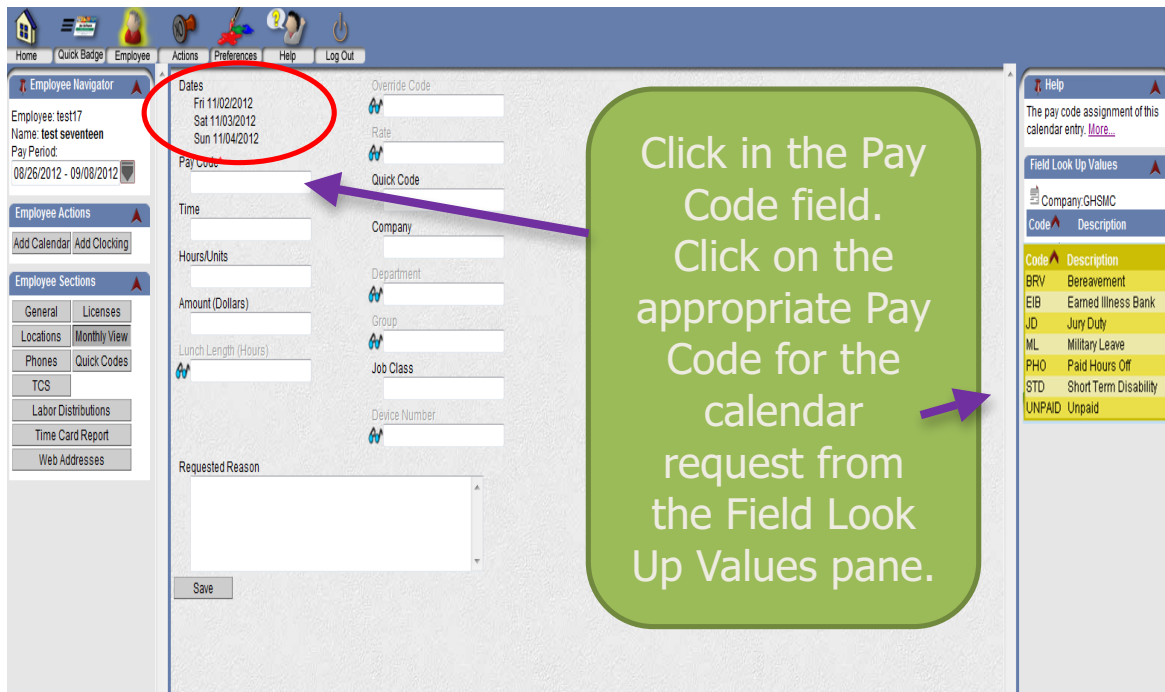 Home
Quick Badge
Employee
Actions
Preferences
Help
Log Out
Employee Navigator
Employee: test17
Name: test seventeen
Pay Period:
08/26/2012 - 09/08/2012
Employee Actions
Add Calendar
Add Clocking
Employee Sections
General
Licenses
Locations
Monthly View
Phones
Quick Codes
TCS
Labor Distributions
Time Card Report
Web Addresses
Dates
Fri 11/02/2012
Sat 11/03/2012
Sun 11/04/2012
Pay Code*
Time
Hours/Units
Amount (Dollars)
Lunch Length (Hours)
Override Code
Rate
Quick Code
Company
Department
Group
Job Class
Device Number
Requested Reason
Save
Click in the Pay
Code field.
Click on the
appropriate Pay
Code for the
calendar
request from
the Field Look
Up Values pane.
Help
The pay code assignment of this
calendar entry. More...
Field Look Up Values
Company:GHSMC
Code Description
Code Description
BRV Bereavement
EIB Earned Illness Bank
JD Jury Duty
ML Military Leave
PHO Paid Hours Off
STD Short Term Disability
UNPAID Unpaid